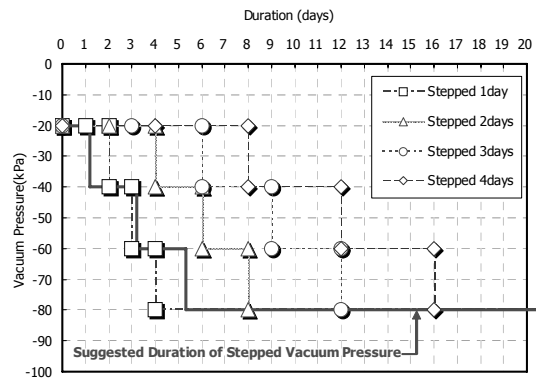 Duration (days)
0 1 2 3 4 5 6 7 8 9 10 11 12 13 14 15 16 17 18 19 20
0
-10
-20
-30
-40
-50
-60
-70
-80
-90
-100
Vacuum Pressure(kPa)
Stepped 1day
Stepped 2days
Stepped 3days
Stepped 4days
Suggested Duration of Stepped Vacuum Pressure